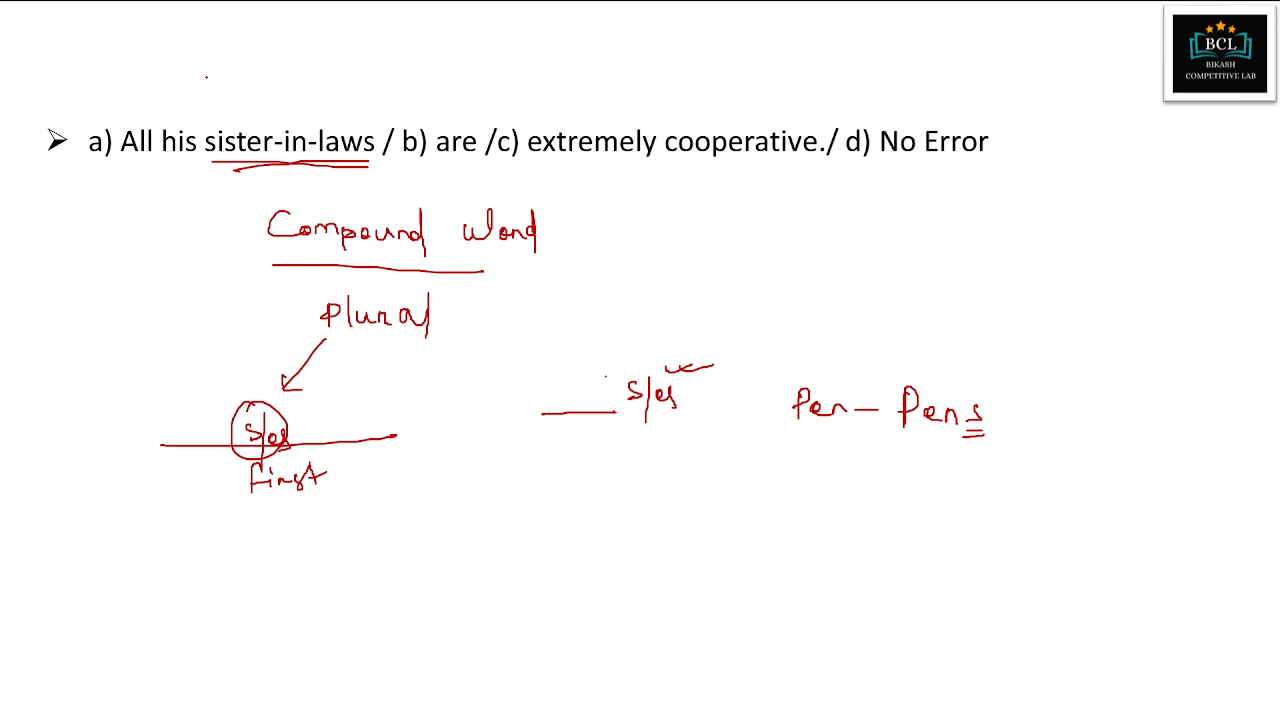 BCL
BIKASH
COMPETITIVE LAB
➢ a) All his sister-in-laws / b) are /c) extremely cooperative./ d) No Error
Compound Word
Plural
s/es
first
s/es
Pen – Pens